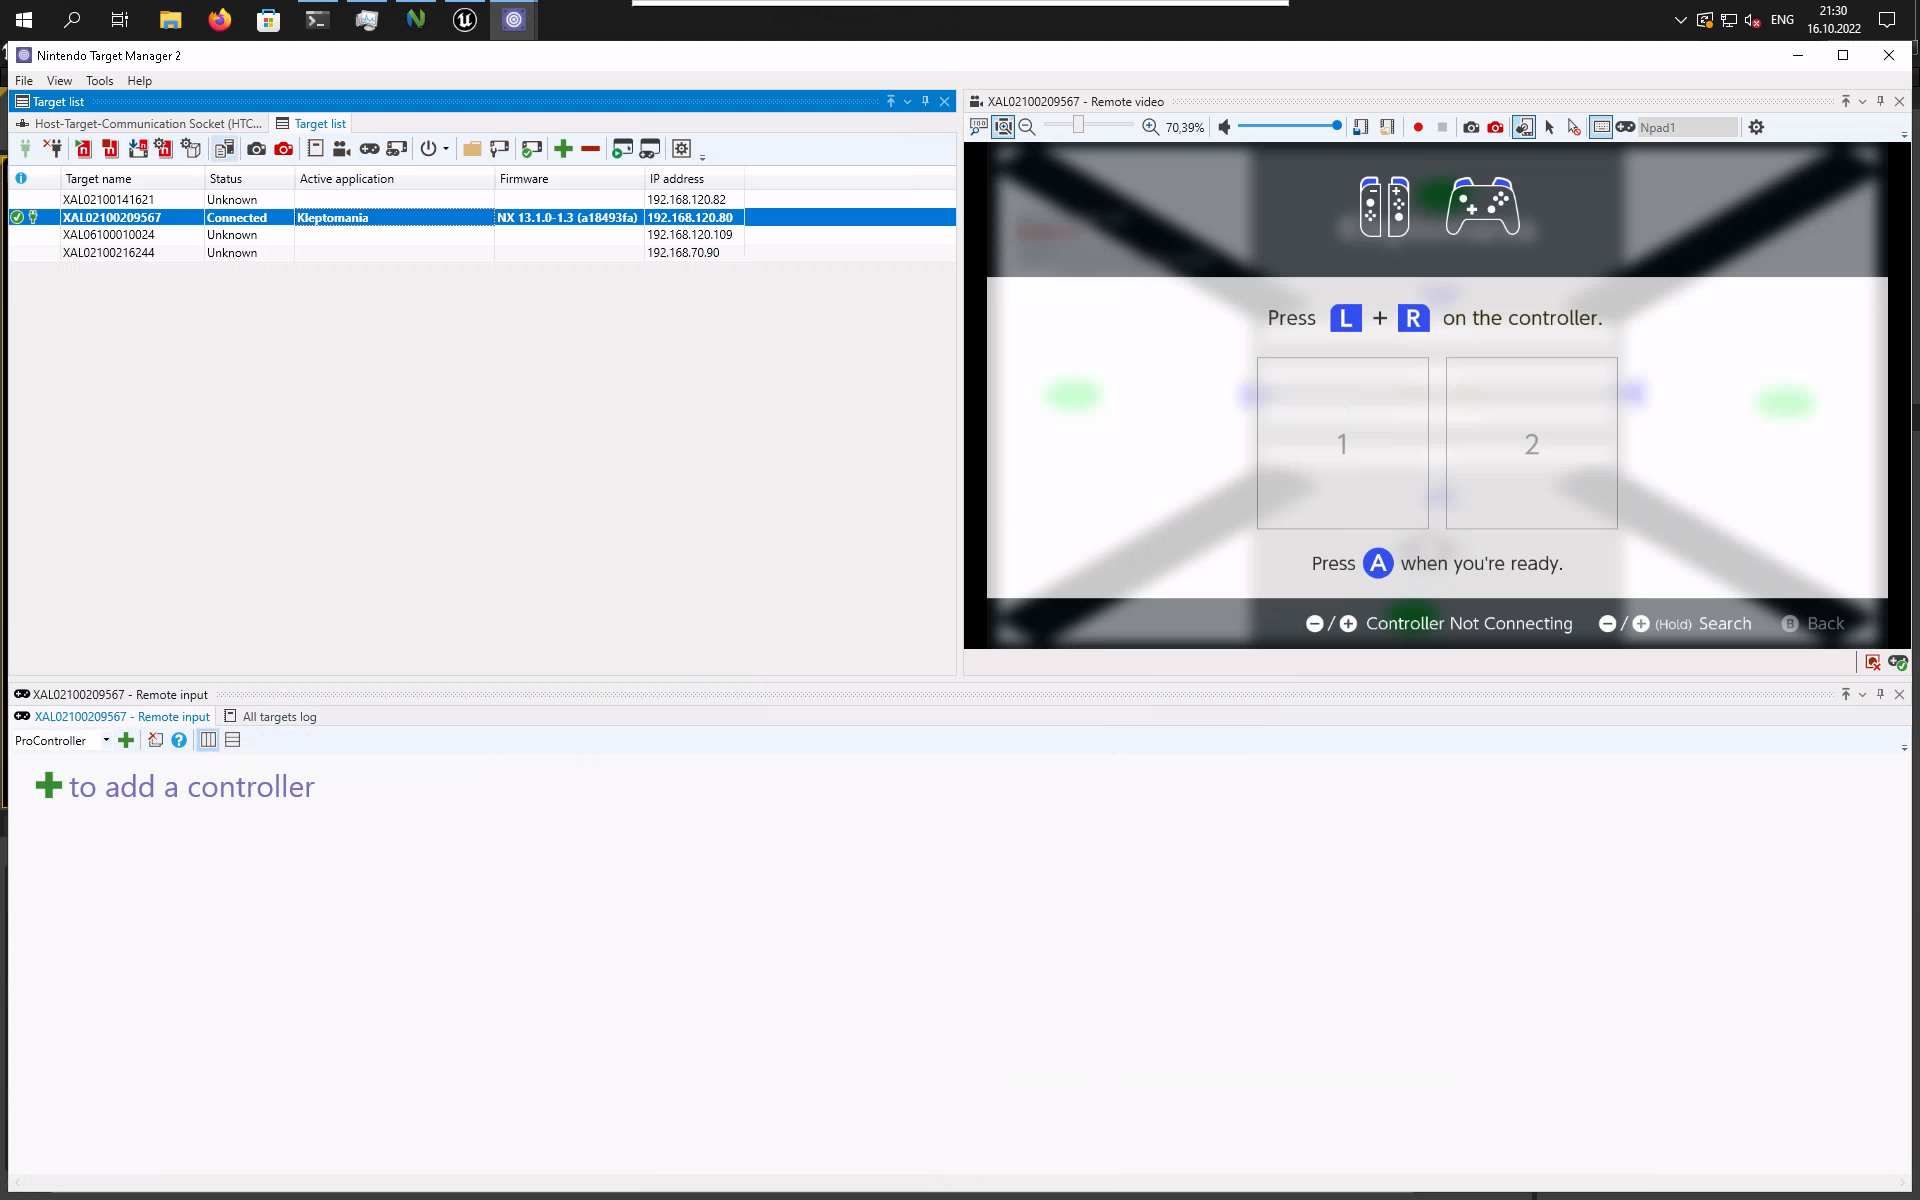 ENG
21:30
16.10.2022
Nintendo Target Manager 2
File View Tools Help
Target list
Host-Target-Communication Socket (HTC...
Target list
Target name Status Active application Firmware IP address
XAL02100141621 Unknown 192.168.120.82
XAL02100209567 Connected Kleptomania NX 13.1.0-1.3 (a18493fa) 192.168.120.80
XAL06100010024 Unknown 192.168.120.109
XAL02100216244 Unknown 192.168.70.90
XAL02100209567 - Remote video
100 70,39% Npad1
Press L + R on the controller.
1 2
Press A when you're ready.
/ Controller Not Connecting / (Hold) Search B Back
XAL02100209567 - Remote input
XAL02100209567 - Remote input All targets log
ProController
to add a controller